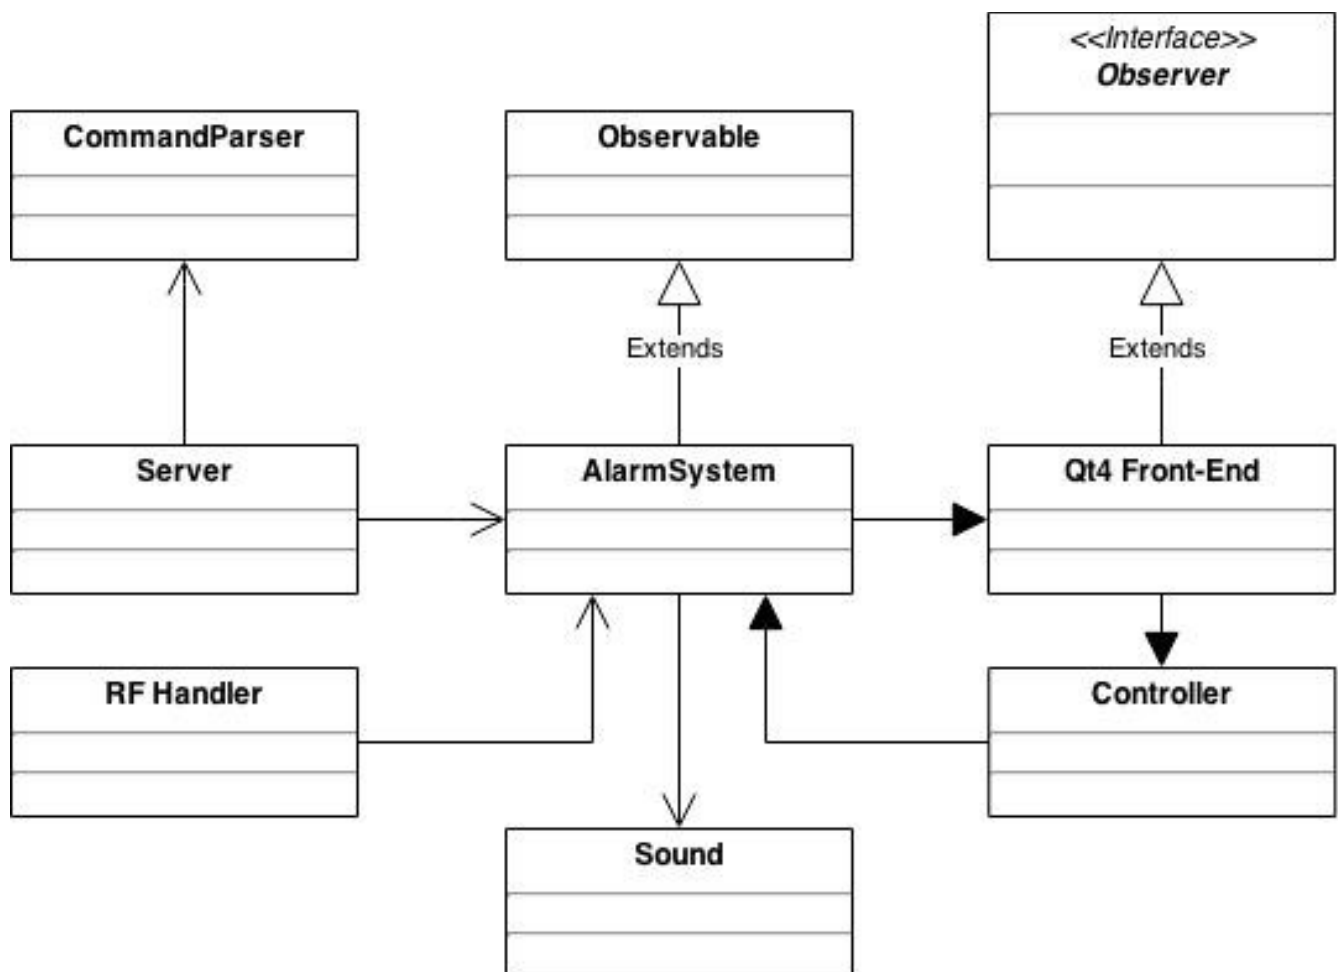 <<Interface>>
Observer
CommandParser
Observable
Extends
Extends
Server
AlarmSystem
Qt4 Front-End
RF Handler
Controller
Sound